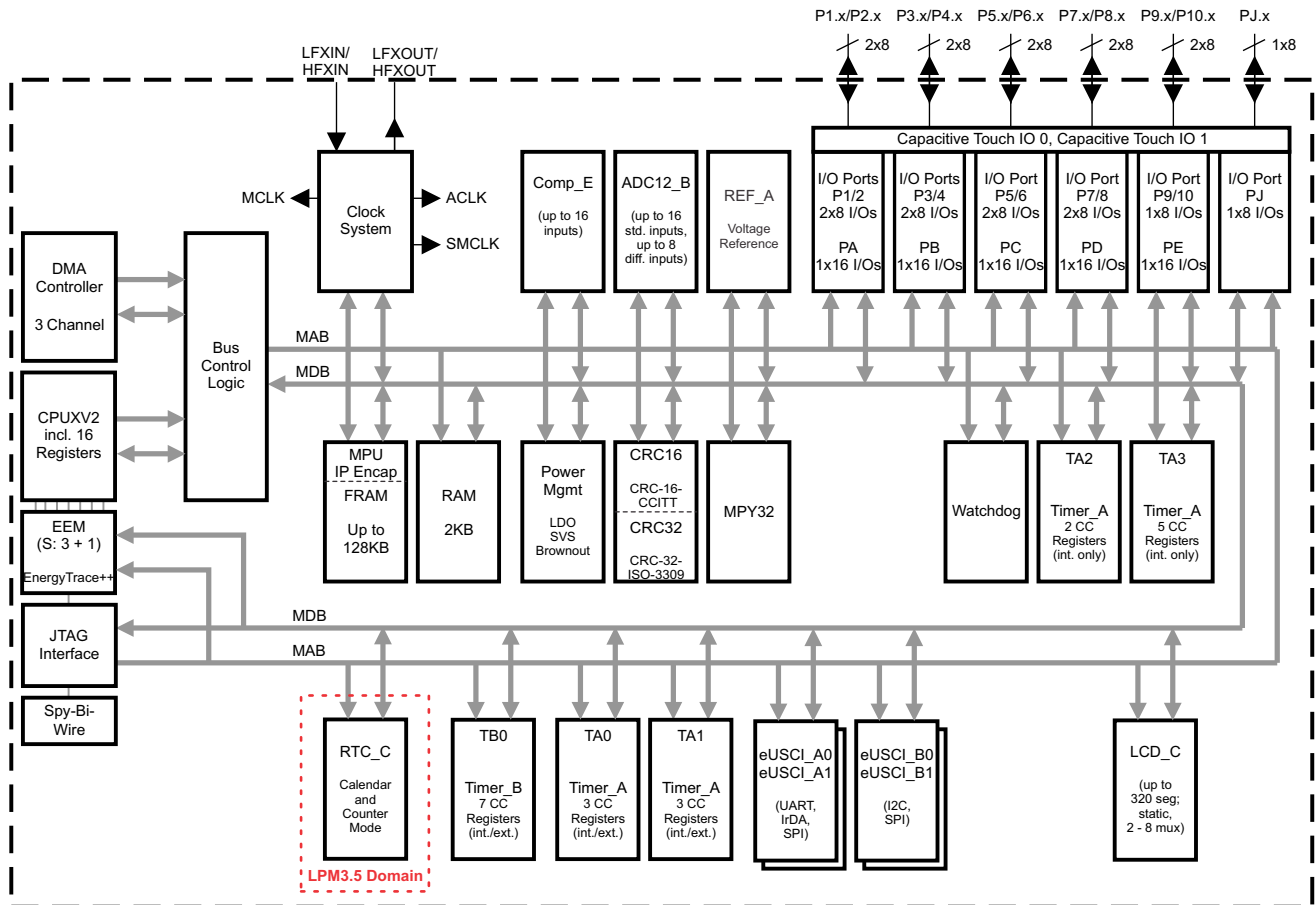 P1.x/P2.x
P3.x/P4.x
P5.x/P6.x
P7.x/P8.x
P9.x/P10.x
PJ.x
2x8
2x8
2x8
2x8
2x8
1x8
LFXIN/
HFXIN
LFXOUT/
HFXOUT
Capacitive Touch IO 0, Capacitive Touch IO 1
MCLK
Clock
System
ACLK
SMCLK
Comp_E
(up to 16
inputs)
ADC12_B
(up to 16
std. inputs,
up to 8
diff. inputs)
REF_A
Voltage
Reference
I/O Ports
P1/2
2x8 I/Os
PA
1x16 I/Os
I/O Ports
P3/4
2x8 I/Os
PB
1x16 I/Os
I/O Port
P5/6
2x8 I/Os
PC
1x16 I/Os
I/O Port
P7/8
2x8 I/Os
PD
1x16 I/Os
I/O Port
P9/10
1x8 I/Os
PE
1x16 I/Os
I/O Port
PJ
1x8 I/Os
DMA
Controller
3 Channel
Bus
Control
Logic
MAB
MDB
CPUXV2
incl. 16
Registers
EEM
(S: 3 + 1)
EnergyTrace++
JTAG
Interface
Spy-Bi-
Wire
MPU
IP Encap
FRAM
Up to
128KB
RAM
2KB
Power
Mgmt
LDO
SVS
Brownout
CRC16
CRC-16-
CCITT
CRC32
CRC-32-
ISO-3309
MPY32
Watchdog
TA2
Timer_A
2 CC
Registers
(int. only)
TA3
Timer_A
5 CC
Registers
(int. only)
MDB
MAB
RTC_C
Calendar
and
Counter
Mode
LPM3.5 Domain
TB0
Timer_B
7 CC
Registers
(int./ext.)
TA0
Timer_A
3 CC
Registers
(int./ext.)
TA1
Timer_A
3 CC
Registers
(int./ext.)
eUSCI_A0
eUSCI_A1
(UART,
IrDA,
SPI)
eUSCI_B0
eUSCI_B1
(I2C,
SPI)
LCD_C
(up to
320 seg;
static,
2 - 8 mux)